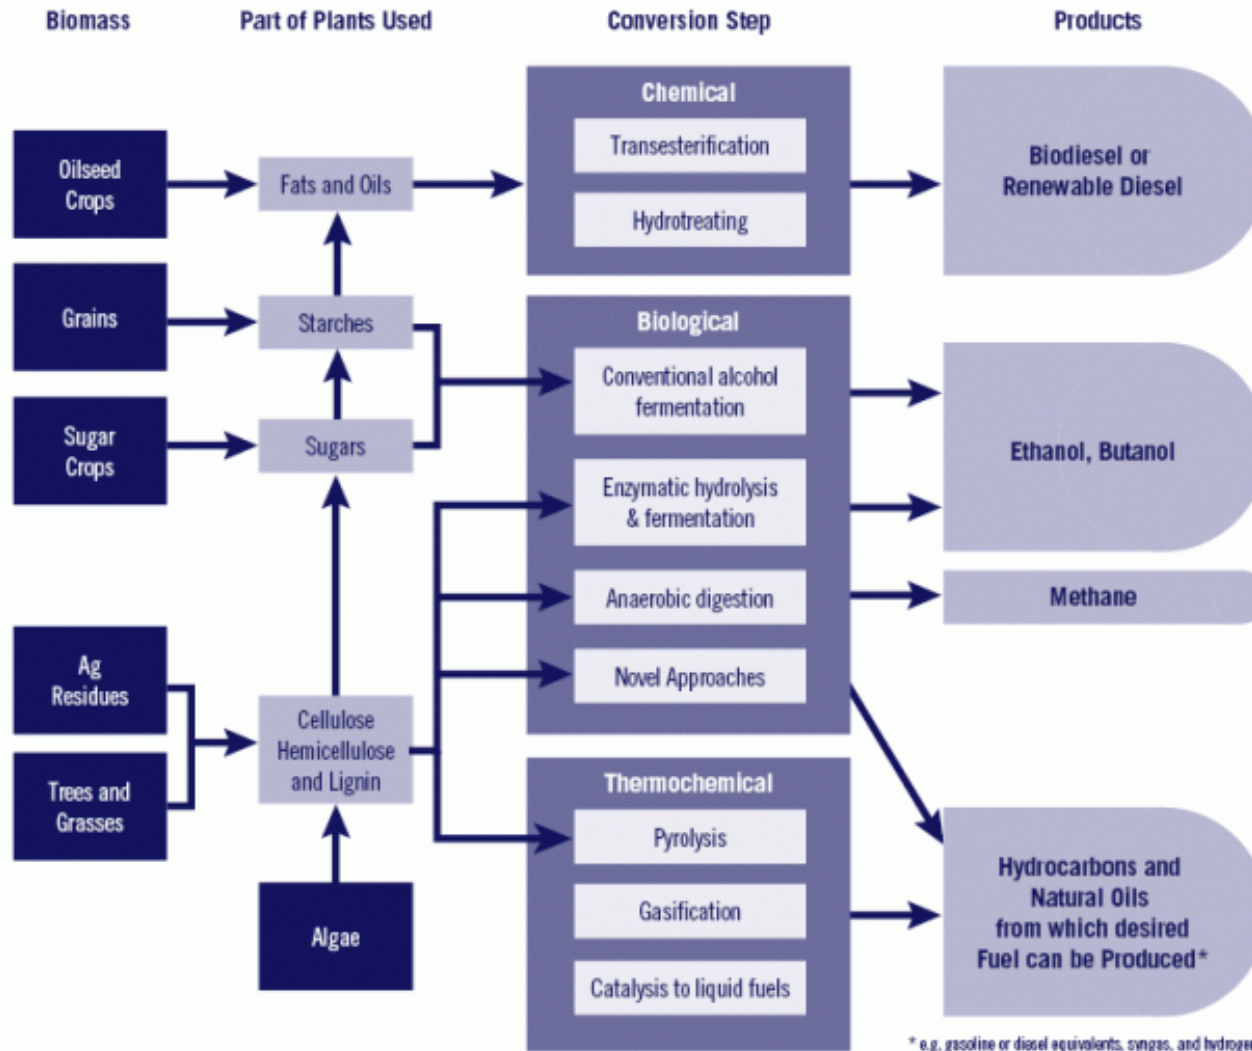 Biomass
Part of Plants Used
Conversion Step
Products
Oilseed
Crops
Fats and Oils
Chemical
Transesterification
Hydrotreating
Biodiesel or
Renewable Diesel
Grains
Starches
Sugar
Crops
Sugars
Biological
Conventional alcohol
fermentation
Enzymatic hydrolysis
& fermentation
Anaerobic digestion
Novel Approaches
Ethanol, Butanol
Methane
Ag
Residues
Trees and
Grasses
Cellulose
Hemicellulose
and Lignin
Algae
Thermochemical
Pyrolysis
Gasification
Catalysis to liquid fuels
Hydrocarbons and
Natural Oils
from which desired
Fuel can be Produced*
* e.g. gasoline or diesel equivalents, syngas, and hydrogen